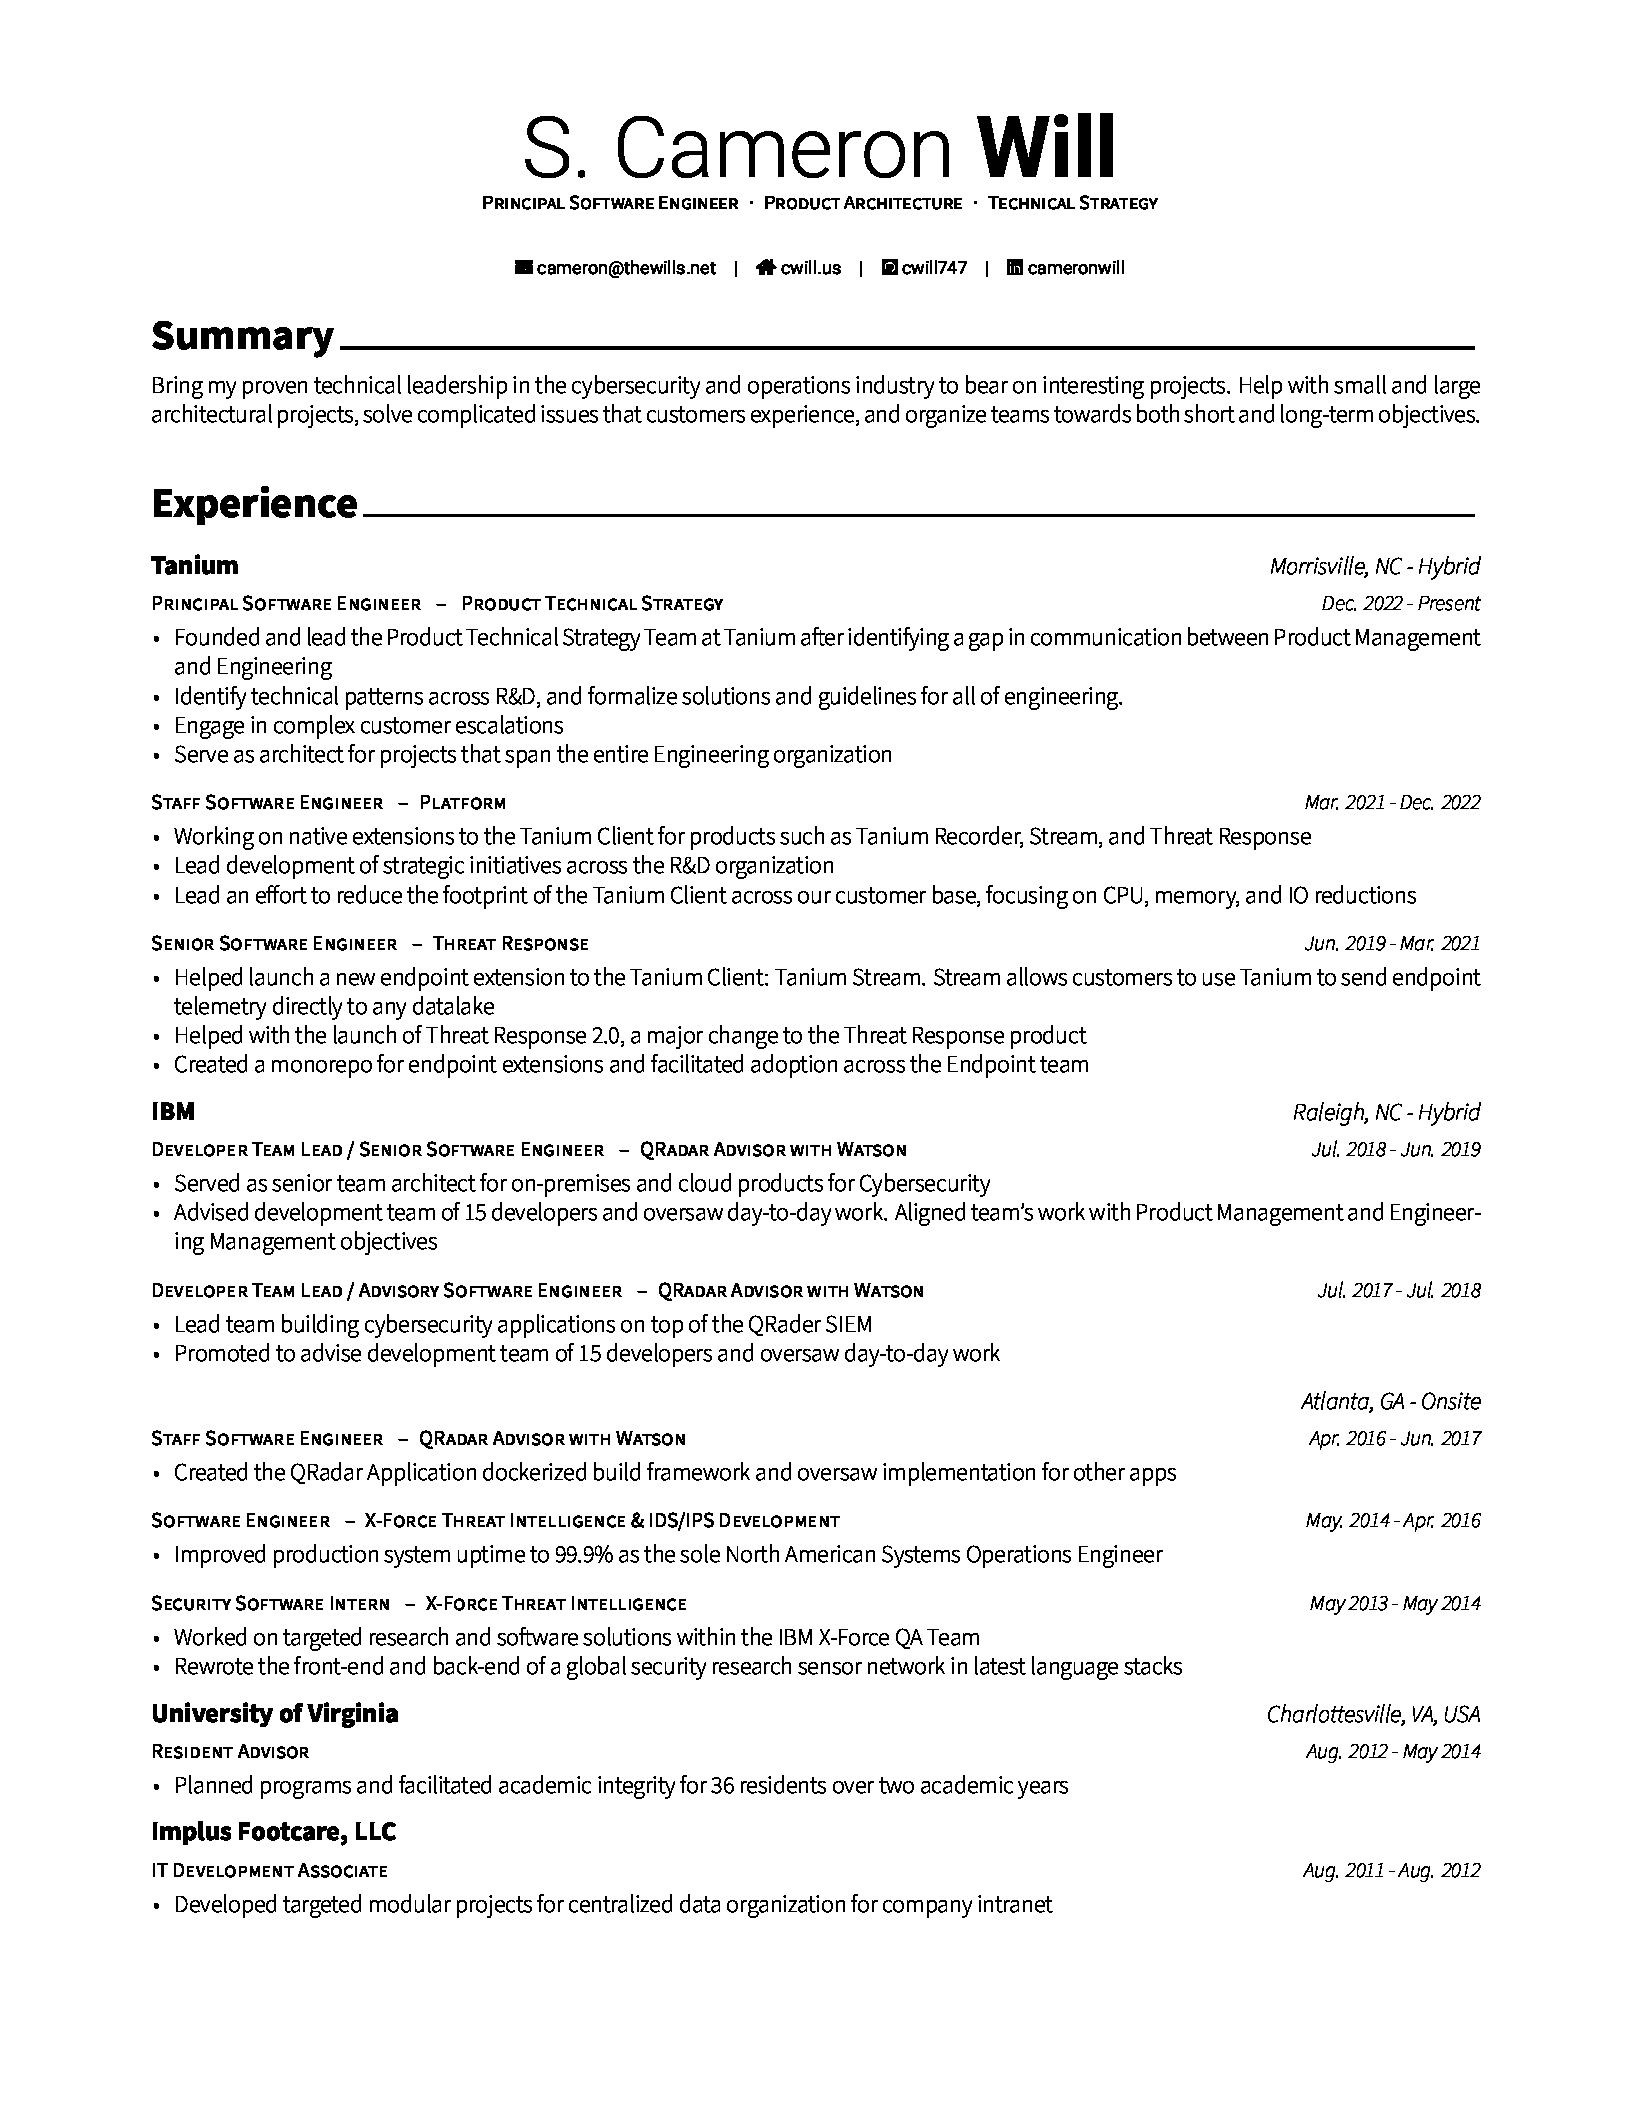 S. Cameron Will
Principal Software Engineer · Product Architecture · Technical Strategy
cameron@thewills.net | cwill.us | cwill747 | cameronwill
Summary
Bring my proven technical leadership in the cybersecurity and operations industry to bear on interesting projects. Help with small and large
architectural projects, solve complicated issues that customers experience, and organize teams towards both short and long-term objectives.
Experience
Tanium Morrisville, NC - Hybrid
Principal Software Engineer – Product Technical Strategy Dec. 2022 - Present
• Founded and lead the Product Technical Strategy Team at Tanium after identifying a gap in communication between Product Management
and Engineering
• Identify technical patterns across R&D, and formalize solutions and guidelines for all of engineering.
• Engage in complex customer escalations
• Serve as architect for projects that span the entire Engineering organization
Staff Software Engineer – Platform Mar. 2021 - Dec. 2022
• Working on native extensions to the Tanium Client for products such as Tanium Recorder, Stream, and Threat Response
• Lead development of strategic initiatives across the R&D organization
• Lead an effort to reduce the footprint of the Tanium Client across our customer base, focusing on CPU, memory, and IO reductions
Senior Software Engineer – Threat Response Jun. 2019 - Mar. 2021
• Helped launch a new endpoint extension to the Tanium Client: Tanium Stream. Stream allows customers to use Tanium to send endpoint
telemetry directly to any datalake
• Helped with the launch of Threat Response 2.0, a major change to the Threat Response product
• Created a monorepo for endpoint extensions and facilitated adoption across the Endpoint team
IBM Raleigh, NC - Hybrid
Developer Team Lead / Senior Software Engineer – QRadar Advisor with Watson Jul. 2018 - Jun. 2019
• Served as senior team architect for on-premises and cloud products for Cybersecurity
• Advised development team of 15 developers and oversaw day-to-day work. Aligned team's work with Product Management and Engineer-
ing Management objectives
Developer Team Lead / Advisory Software Engineer – QRadar Advisor with Watson Jul. 2017 - Jul. 2018
• Lead team building cybersecurity applications on top of the QRader SIEM
• Promoted to advise development team of 15 developers and oversaw day-to-day work
Atlanta, GA - Onsite
Staff Software Engineer – QRadar Advisor with Watson Apr. 2016 - Jun. 2017
• Created the QRadar Application dockerized build framework and oversaw implementation for other apps
Software Engineer – X-Force Threat Intelligence & IDS/IPS Development May. 2014 - Apr. 2016
• Improved production system uptime to 99.9% as the sole North American Systems Operations Engineer
Security Software Intern – X-Force Threat Intelligence May 2013 - May 2014
• Worked on targeted research and software solutions within the IBM X-Force QA Team
• Rewrote the front-end and back-end of a global security research sensor network in latest language stacks
University of Virginia Charlottesville, VA, USA
Resident Advisor Aug. 2012 - May 2014
• Planned programs and facilitated academic integrity for 36 residents over two academic years
Implus Footcare, LLC
IT Development Associate Aug. 2011 - Aug. 2012
• Developed targeted modular projects for centralized data organization for company intranet